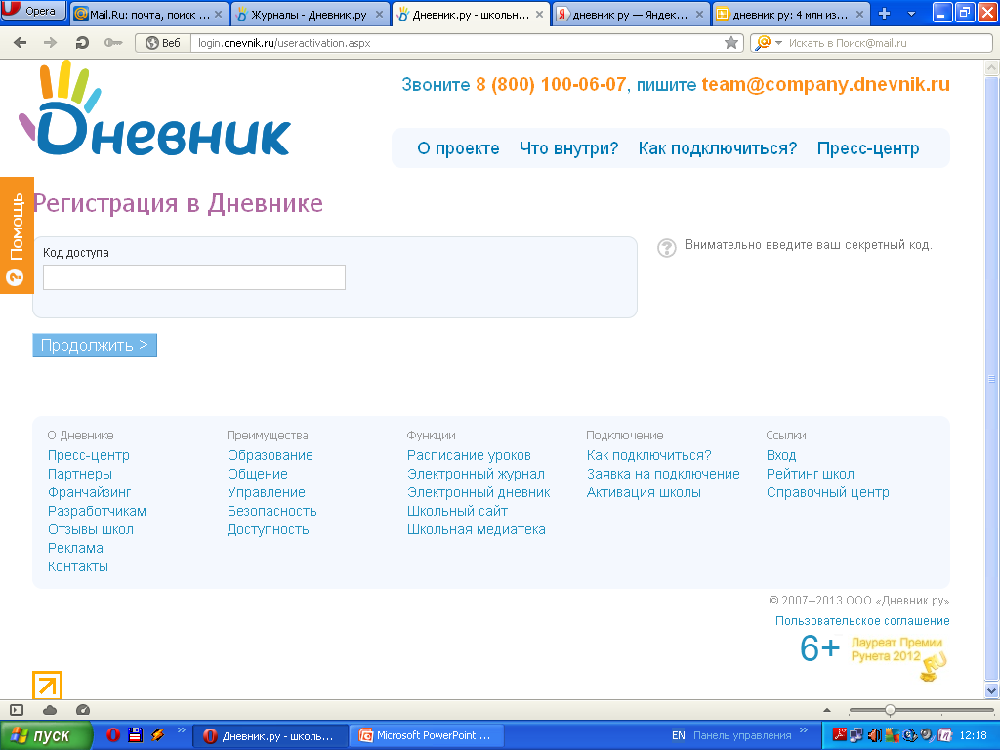 Opera
Mail.Ru: почта, поиск ...
Журналы - Дневник.ру
Дневник.ру - школьн...
дневник ру — Яндек...
дневник ру: 4 млн из...
Веб
login.dnevnik.ru/useractivation.aspx
Искать в Поиск@mail.ru
Дневник
Звоните 8 (800) 100-06-07, пишите team@company.dnevnik.ru
О проекте Что внутри? Как подключиться? Пресс-центр
Помощь
Регистрация в Дневнике
Код доступа
Внимательно введите ваш секретный код.
Продолжить >
О Дневнике
Пресс-центр
Партнеры
Франчайзинг
Разработчикам
Отзывы школ
Реклама
Контакты
Преимущества
Образование
Общение
Управление
Безопасность
Доступность
Функции
Расписание уроков
Электронный журнал
Электронный дневник
Школьный сайт
Школьная медиатека
Подключение
Как подключиться?
Заявка на подключение
Активация школы
Ссылки
Вход
Рейтинг школ
Справочный центр
© 2007–2013 ООО «Дневник.ру»
Пользовательское соглашение
6+
Лауреат Премии
Рунета 2012
пуск
Дневник.ру - школь...
Microsoft PowerPoint ...
EN
Панель управления
12:18